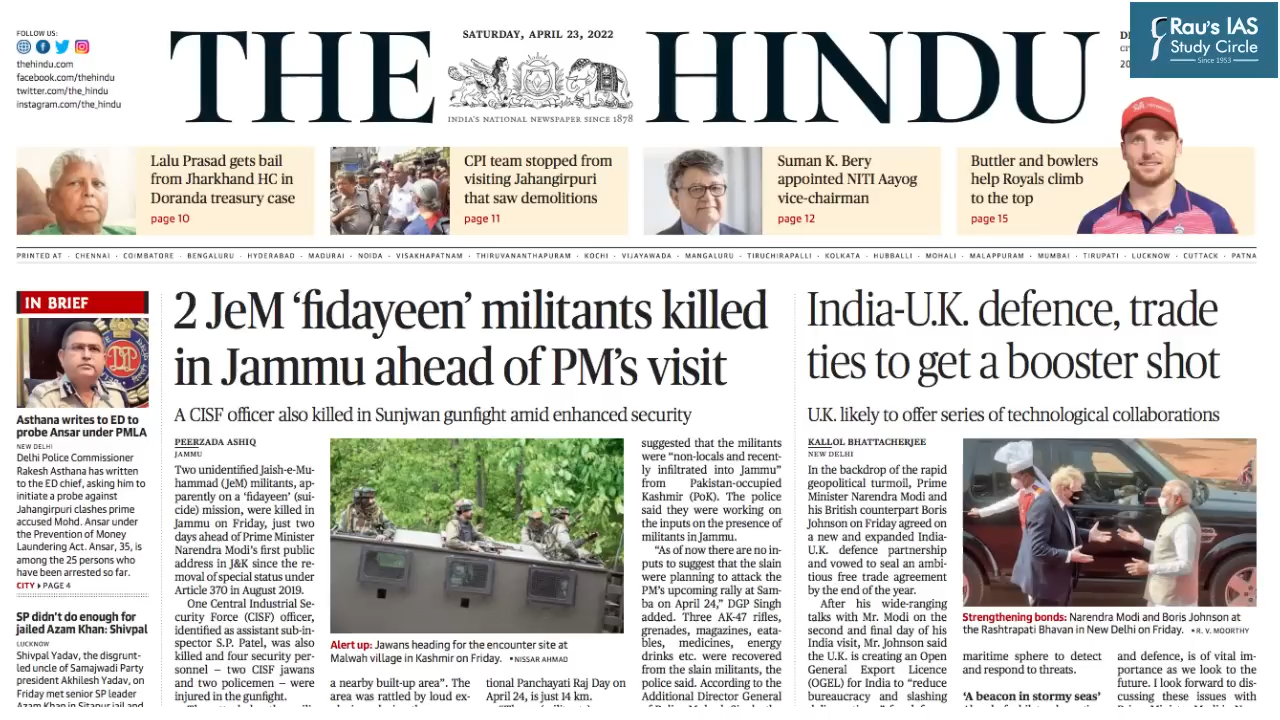 FOLLOW US:
thehindu.com
facebook.com/thehindu
twitter.com/the_hindu
instagram.com/the_hindu
SATURDAY, APRIL 23, 2022
THE HINDU
INDIA'S NATIONAL NEWSPAPER SINCE 1878
Rau's IAS
Study Circle
Since 1953
Lalu Prasad gets bail
from Jharkhand HC in
Doranda treasury case
page 10
CPI team stopped from
visiting Jahangirpuri
that saw demolitions
page 11
Suman K. Bery
appointed NITI Aayog
vice-chairman
page 12
Buttler and bowlers
help Royals climb
to the top
page 15
PRINTED AT · CHENNAI · COIMBATORE · BENGALURU · HYDERABAD · MADURAI · NOIDA · VISAKHAPATNAM · THIRUVANANTHAPURAM · KOCHI · VIJAYAWADA · MANGALURU · TIRUCHIRAPALLI · KOLKATA · HUBBALLI · MOHALI · MALAPPURAM · MUMBAI · TIRUPATI · LUCKNOW · CUTTACK · PATNA
IN BRIEF
Asthana writes to ED to
probe Ansar under PMLA
NEW DELHI
Delhi Police Commissioner
Rakesh Asthana has written
to the ED chief, asking him to
initiate a probe against
Jahangirpuri clashes prime
accused Mohd. Ansar under
the Prevention of Money
Laundering Act. Ansar, 35, is
among the 25 persons who
have been arrested so far.
CITY PAGE 4
SP didn't do enough for
jailed Azam Khan: Shivpal
LUCKNOW
Shivpal Yadav, the disgrunt-
led uncle of Samajwadi Party
president Akhilesh Yadav, on
Friday met senior SP leader
Azam Khan in Sitapur jail and
2 JeM 'fidayeen' militants killed
in Jammu ahead of PM's visit
A CISF officer also killed in Sunjwan gunfight amid enhanced security
PEERZADA ASHIQ
JAMMU
Two unidentified Jaish-e-Mu-
hammad (JeM) militants,
apparently on a 'fidayeen' (sui-
cide) mission, were killed in
Jammu on Friday, just two
days ahead of Prime Minister
Narendra Modi's first public
address in J&K since the re-
moval of special status under
Article 370 in August 2019.
One Central Industrial Se-
curity Force (CISF) officer,
identified as assistant sub-in-
spector S.P. Patel, was also
killed and four security per-
sonnel – two CISF jawans
and two policemen – were
injured in the gunfight.
Alert up: Jawans heading for the encounter site at
Malwah village in Kashmir on Friday. • NISSAR AHMAD
a nearby built-up area". The
area was rattled by loud ex-
tional Panchayati Raj Day on
April 24, is just 14 km.
suggested that the militants
were "non-locals and recent-
ly infiltrated into Jammu"
from Pakistan-occupied
Kashmir (PoK). The police
said they were working on
the inputs on the presence of
militants in Jammu.
"As of now there are no in-
puts to suggest that the slain
were planning to attack the
PM's upcoming rally at Sam-
ba on April 24," DGP Singh
added. Three AK-47 rifles,
grenades, magazines, eata-
bles, medicines, energy
drinks etc. were recovered
from the slain militants, the
police said. According to the
Additional Director General
India-U.K. defence, trade
ties to get a booster shot
U.K. likely to offer series of technological collaborations
KALLOL BHATTACHERJEE
NEW DELHI
In the backdrop of the rapid
geopolitical turmoil, Prime
Minister Narendra Modi and
his British counterpart Boris
Johnson on Friday agreed on
a new and expanded India-
U.K. defence partnership
and vowed to seal an ambi-
tious free trade agreement
by the end of the year.
After his wide-ranging
talks with Mr. Modi on the
second and final day of his
India visit, Mr. Johnson said
the U.K. is creating an Open
General Export Licence
(OGEL) for India to "reduce
bureaucracy and slashing
Strengthening bonds: Narendra Modi and Boris Johnson at
the Rashtrapati Bhavan in New Delhi on Friday. • R. V. MOORTHY
maritime sphere to detect
and respond to threats.
'A beacon in stormy seas'
and defence, is of vital im-
portance as we look to the
future. I look forward to dis-
cussing these issues with